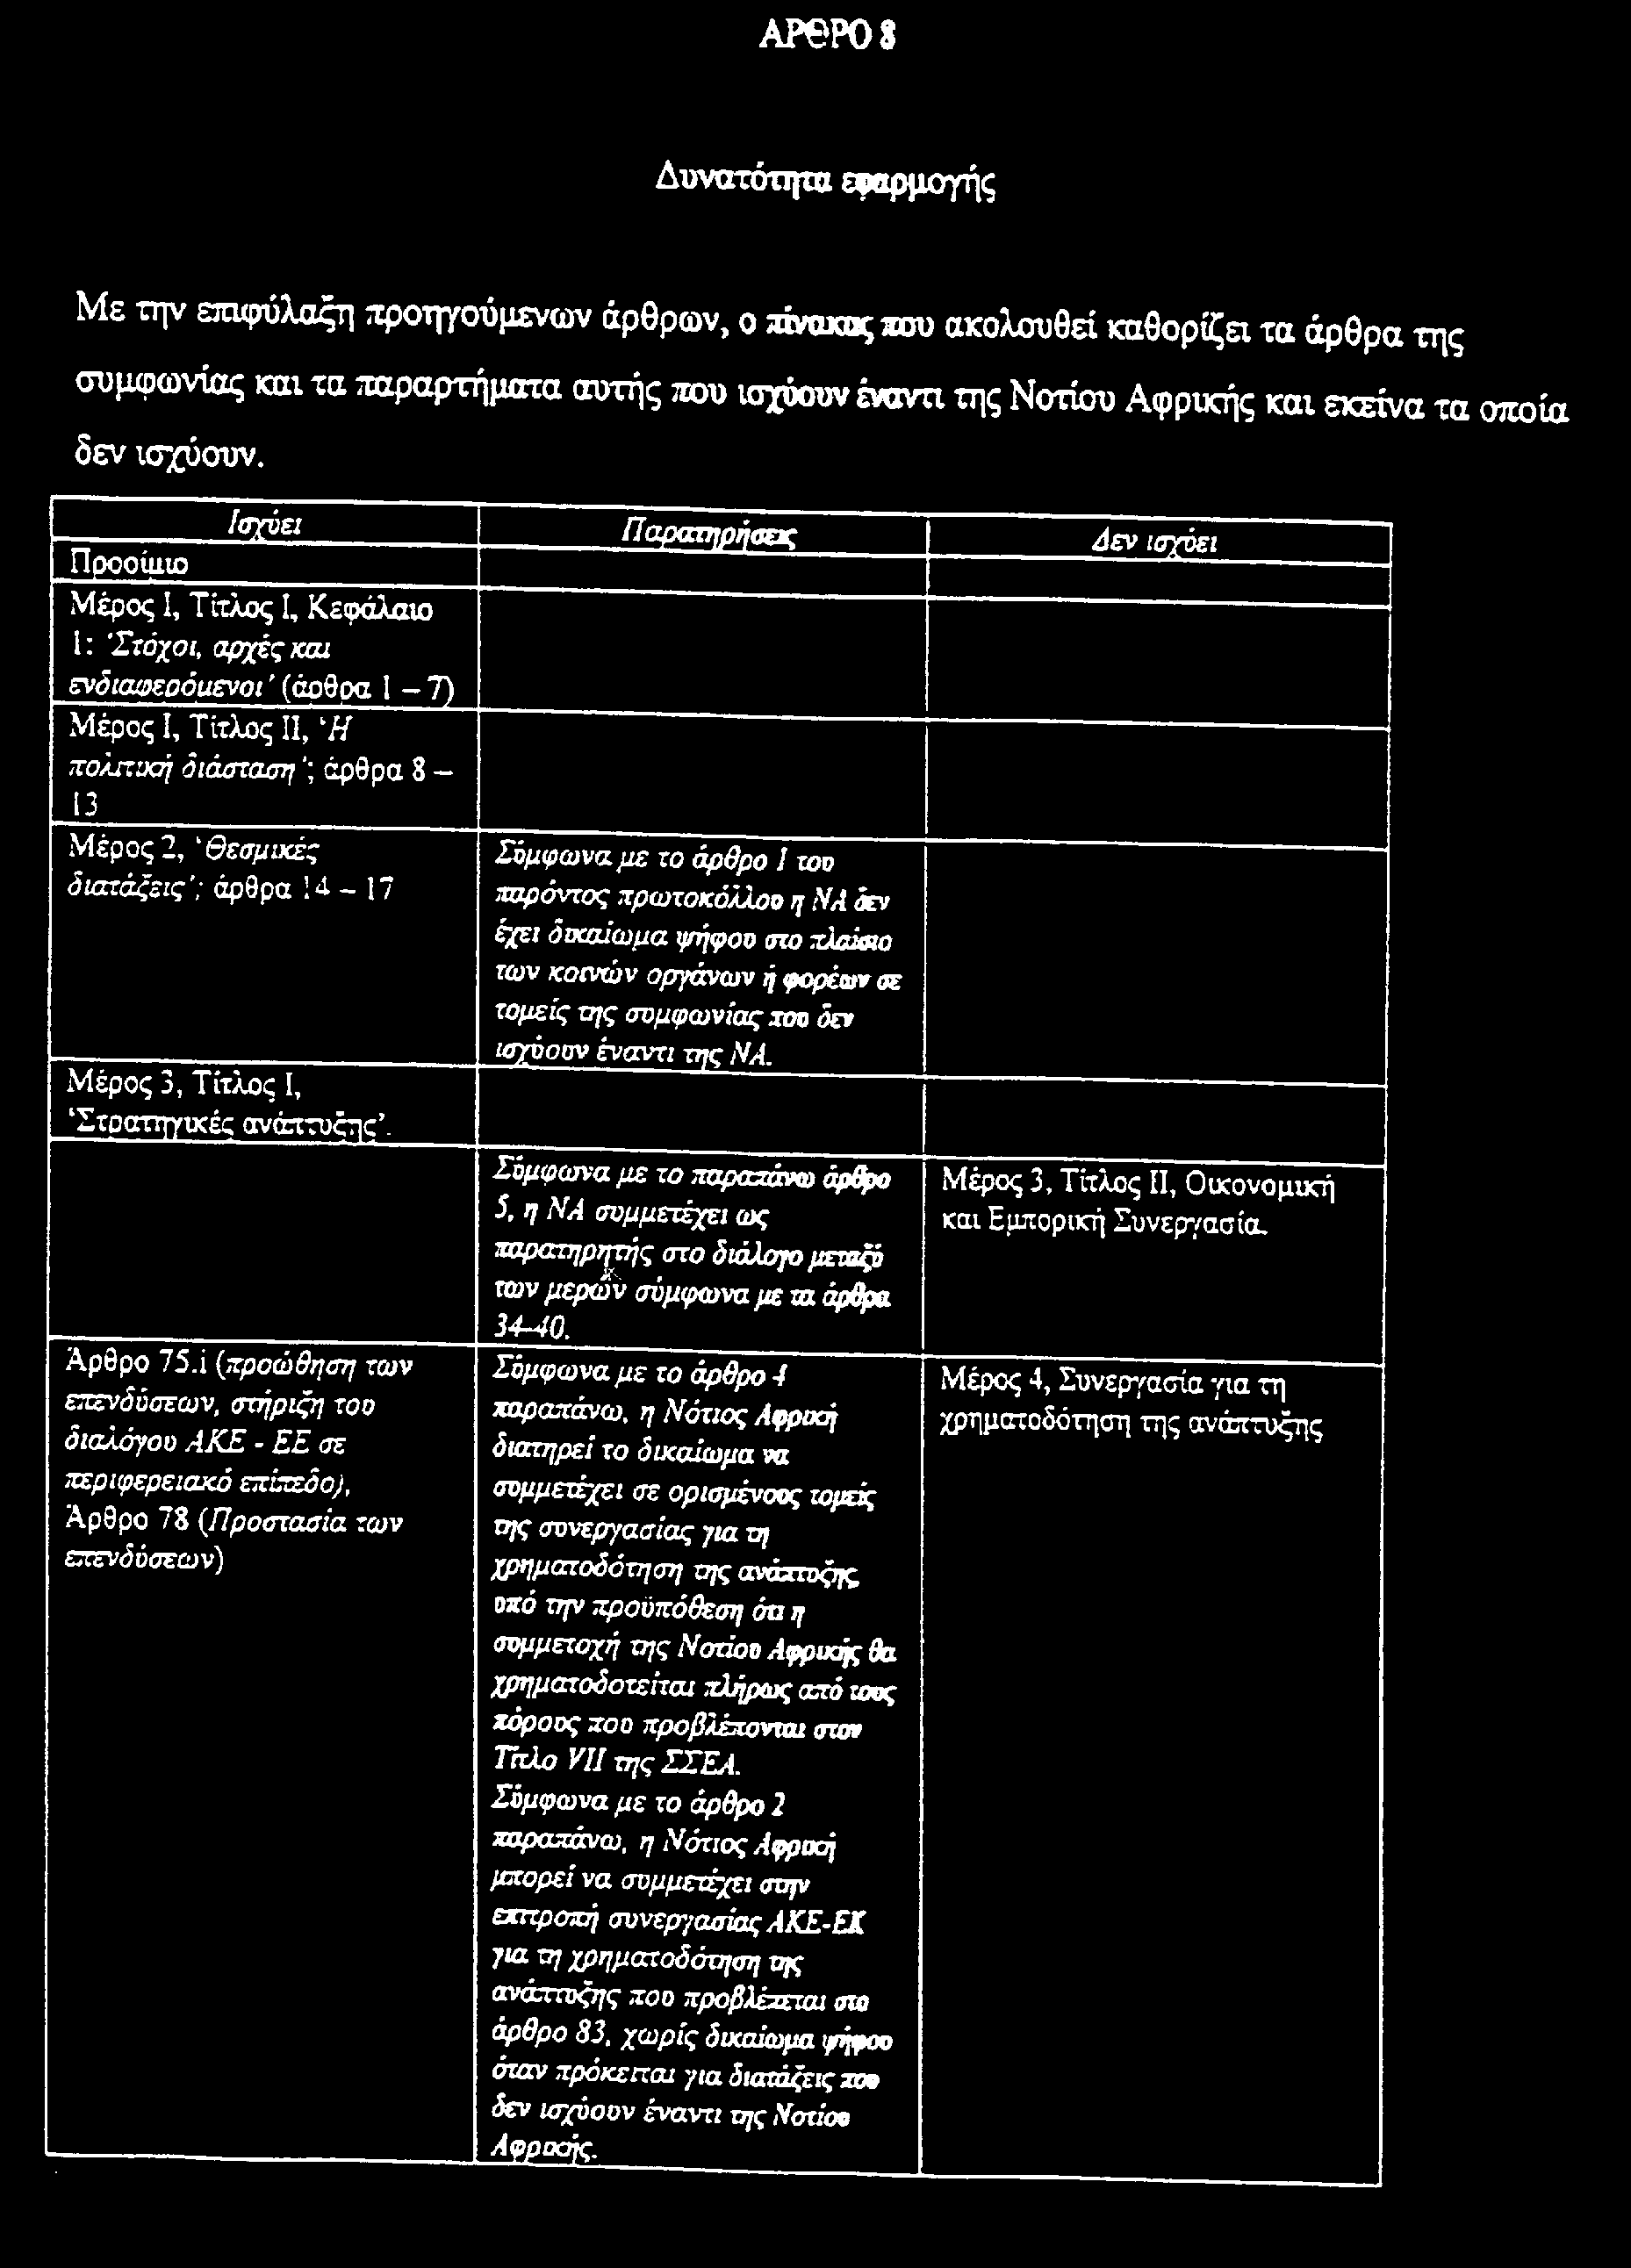 ΑΡΘΡΟ 8
Δυνατότητα εφαρμογής
Με την επιφύλαξη προηγούμενων άρθρων, ο πίνακας που ακολουθεί καθορίζει τα άρθρα της
συμφωνίας και τα παραρτήματα αυτής που ισχύουν έναντι της Νοτίου Αφρικής και εκείνα τα οποία
δεν ισχύουν.
Ισχύει
Παρατηρήσεις
Δεν ισχύει
Προοίμιο
Μέρος Ι, Τίτλος Ι, Κεφάλαιο
1: 'Στόχοι, αρχές και
ενδιαφερόμενοι' (άρθρα 1 – 7)
Μέρος Ι, Τίτλος ΙΙ, 'Η
πολιτική διάσταση'; άρθρα 8 –
13
Μέρος 2, 'Θεσμικές
διατάξεις'; άρθρα 14 – 17
Σύμφωνα με το άρθρο 1 του
παρόντος πρωτοκόλλου η ΝΑ δεν
έχει δικαίωμα ψήφου στο πλαίσιο
των κοινών οργάνων ή φορέων σε
τομείς της συμφωνίας που δεν
ισχύουν έναντι της ΝΑ.
Μέρος 3, Τίτλος Ι,
'Στρατηγικές ανάπτυξης'.
Σύμφωνα με το παραπάνω άρθρο
5, η ΝΑ συμμετέχει ως
παρατηρητής στο διάλογο μεταξύ
των μερών σύμφωνα με τα άρθρα
34-40.
Μέρος 3, Τίτλος ΙΙ, Οικονομική
και Εμπορική Συνεργασία.
Άρθρο 75.i (προώθηση των
επενδύσεων, στήριξη του
διαλόγου ΑΚΕ - ΕΕ σε
περιφερειακό επίπεδο),
Άρθρο 78 (Προστασία των
επενδύσεων)
Σύμφωνα με το άρθρο 4
παραπάνω, η Νότιος Αφρική
διατηρεί το δικαίωμα να
συμμετέχει σε ορισμένους τομείς
της συνεργασίας για τη
χρηματοδότηση της ανάπτυξης,
υπό την προϋπόθεση ότι η
συμμετοχή της Νοτίου Αφρικής θα
χρηματοδοτείται πλήρως από τους
πόρους που προβλέπονται στον
Τίτλο VII της ΣΣΕΑ.
Σύμφωνα με το άρθρο 2
παραπάνω, η Νότιος Αφρική
μπορεί να συμμετέχει στην
επιτροπή συνεργασίας ΑΚΕ-ΕΚ
για τη χρηματοδότηση της
ανάπτυξης που προβλέπεται στο
άρθρο 83, χωρίς δικαίωμα ψήφου
όταν πρόκειται για διατάξεις που
δεν ισχύουν έναντι της Νοτίου
Αφρικής.
Μέρος 4, Συνεργασία για τη
χρηματοδότηση της ανάπτυξης